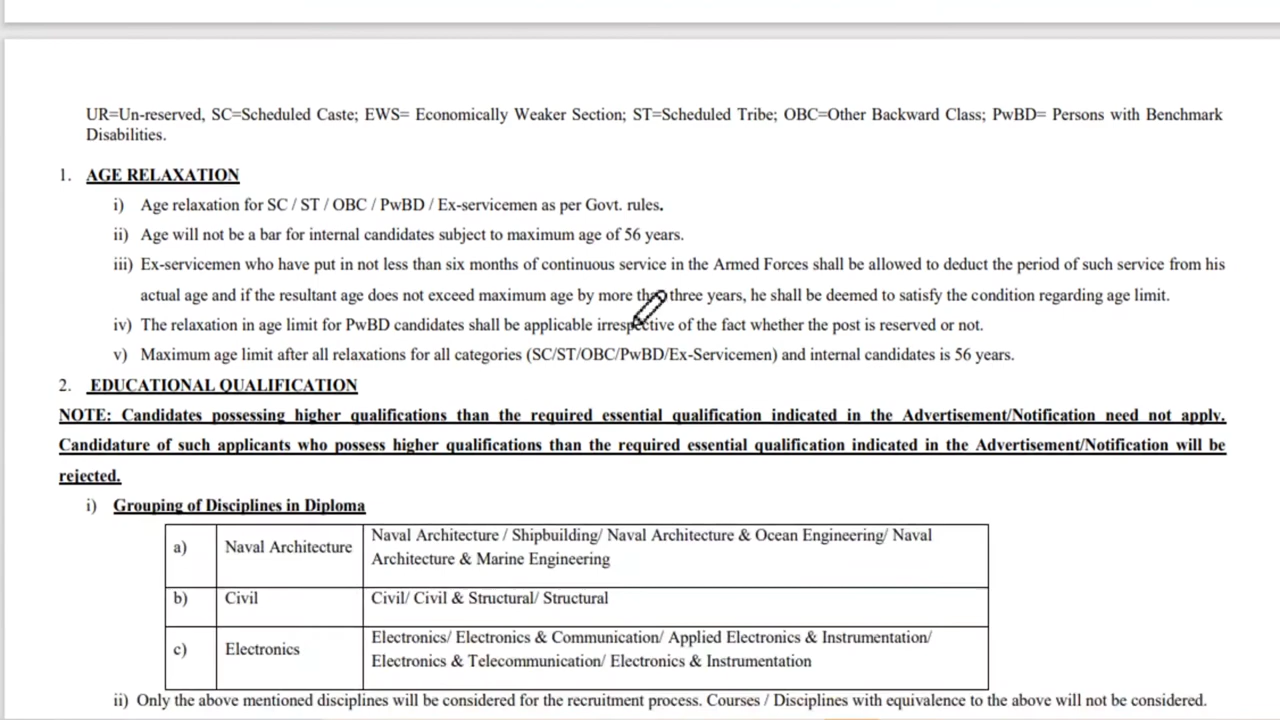 UR=Un-reserved, SC=Scheduled Caste; EWS= Economically Weaker Section; ST=Scheduled Tribe; OBC=Other Backward Class; PwBD= Persons with Benchmark
Disabilities.
1. AGE RELAXATION
i) Age relaxation for SC / ST / OBC / PwBD / Ex-servicemen as per Govt. rules.
ii) Age will not be a bar for internal candidates subject to maximum age of 56 years.
iii) Ex-servicemen who have put in not less than six months of continuous service in the Armed Forces shall be allowed to deduct the period of such service from his
actual age and if the resultant age does not exceed maximum age by more than three years, he shall be deemed to satisfy the condition regarding age limit.
iv) The relaxation in age limit for PwBD candidates shall be applicable irrespective of the fact whether the post is reserved or not.
v) Maximum age limit after all relaxations for all categories (SC/ST/OBC/PwBD/Ex-Servicemen) and internal candidates is 56 years.
2. EDUCATIONAL QUALIFICATION
NOTE: Candidates possessing higher qualifications than the required essential qualification indicated in the Advertisement/Notification need not apply.
Candidature of such applicants who possess higher qualifications than the required essential qualification indicated in the Advertisement/Notification will be
rejected.
i) Grouping of Disciplines in Diploma
a) Naval Architecture Naval Architecture / Shipbuilding/ Naval Architecture & Ocean Engineering/ Naval
Architecture & Marine Engineering
b) Civil Civil/ Civil & Structural/ Structural
c) Electronics Electronics/ Electronics & Communication/ Applied Electronics & Instrumentation/
Electronics & Telecommunication/ Electronics & Instrumentation
ii) Only the above mentioned disciplines will be considered for the recruitment process. Courses / Disciplines with equivalence to the above will not be considered.